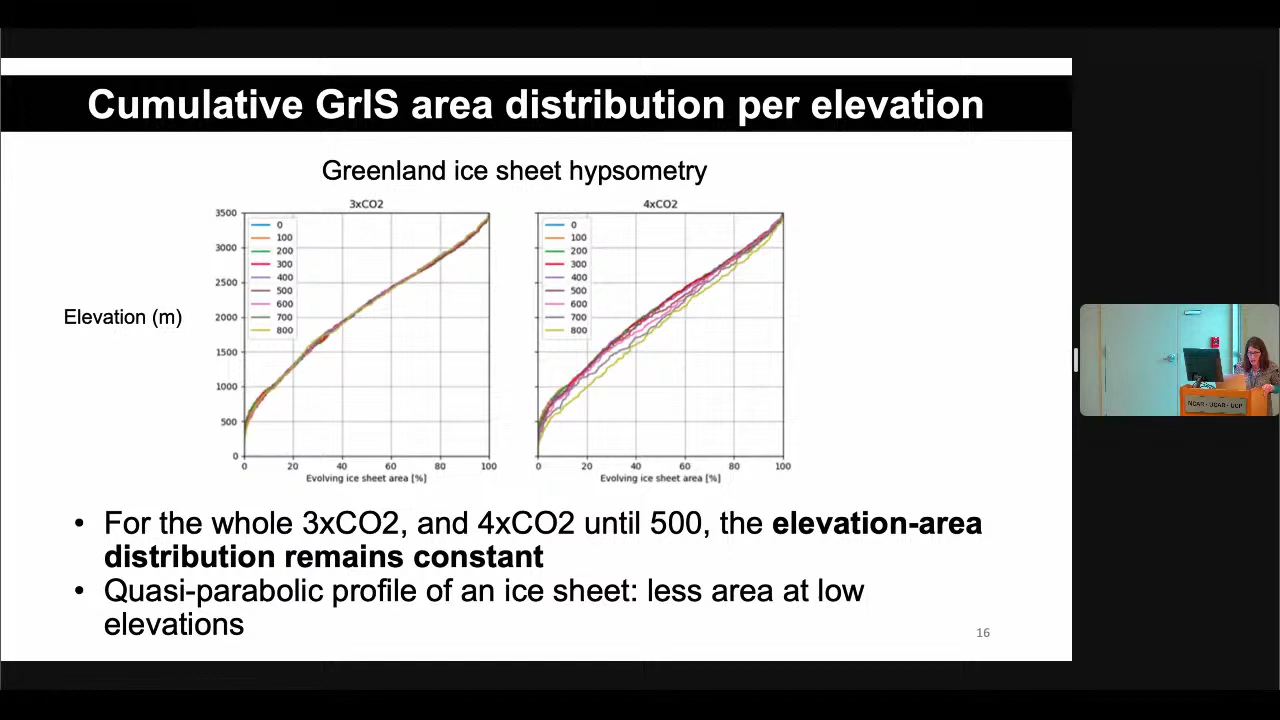 Cumulative GrIS area distribution per elevation
Greenland ice sheet hypsometry
3xCO2
4xCO2
3500
3000
2500
2000
1500
1000
500
0
0
100
200
300
400
500
600
700
800
0
100
200
300
400
500
600
700
800
Elevation (m)
0 20 40 60 80 100
0 20 40 60 80 100
Evolving ice sheet area [%]
Evolving ice sheet area [%]
• For the whole 3xCO2, and 4xCO2 until 500, the elevation-area
distribution remains constant
• Quasi-parabolic profile of an ice sheet: less area at low
elevations
16
NCAR - UCAR - UCP